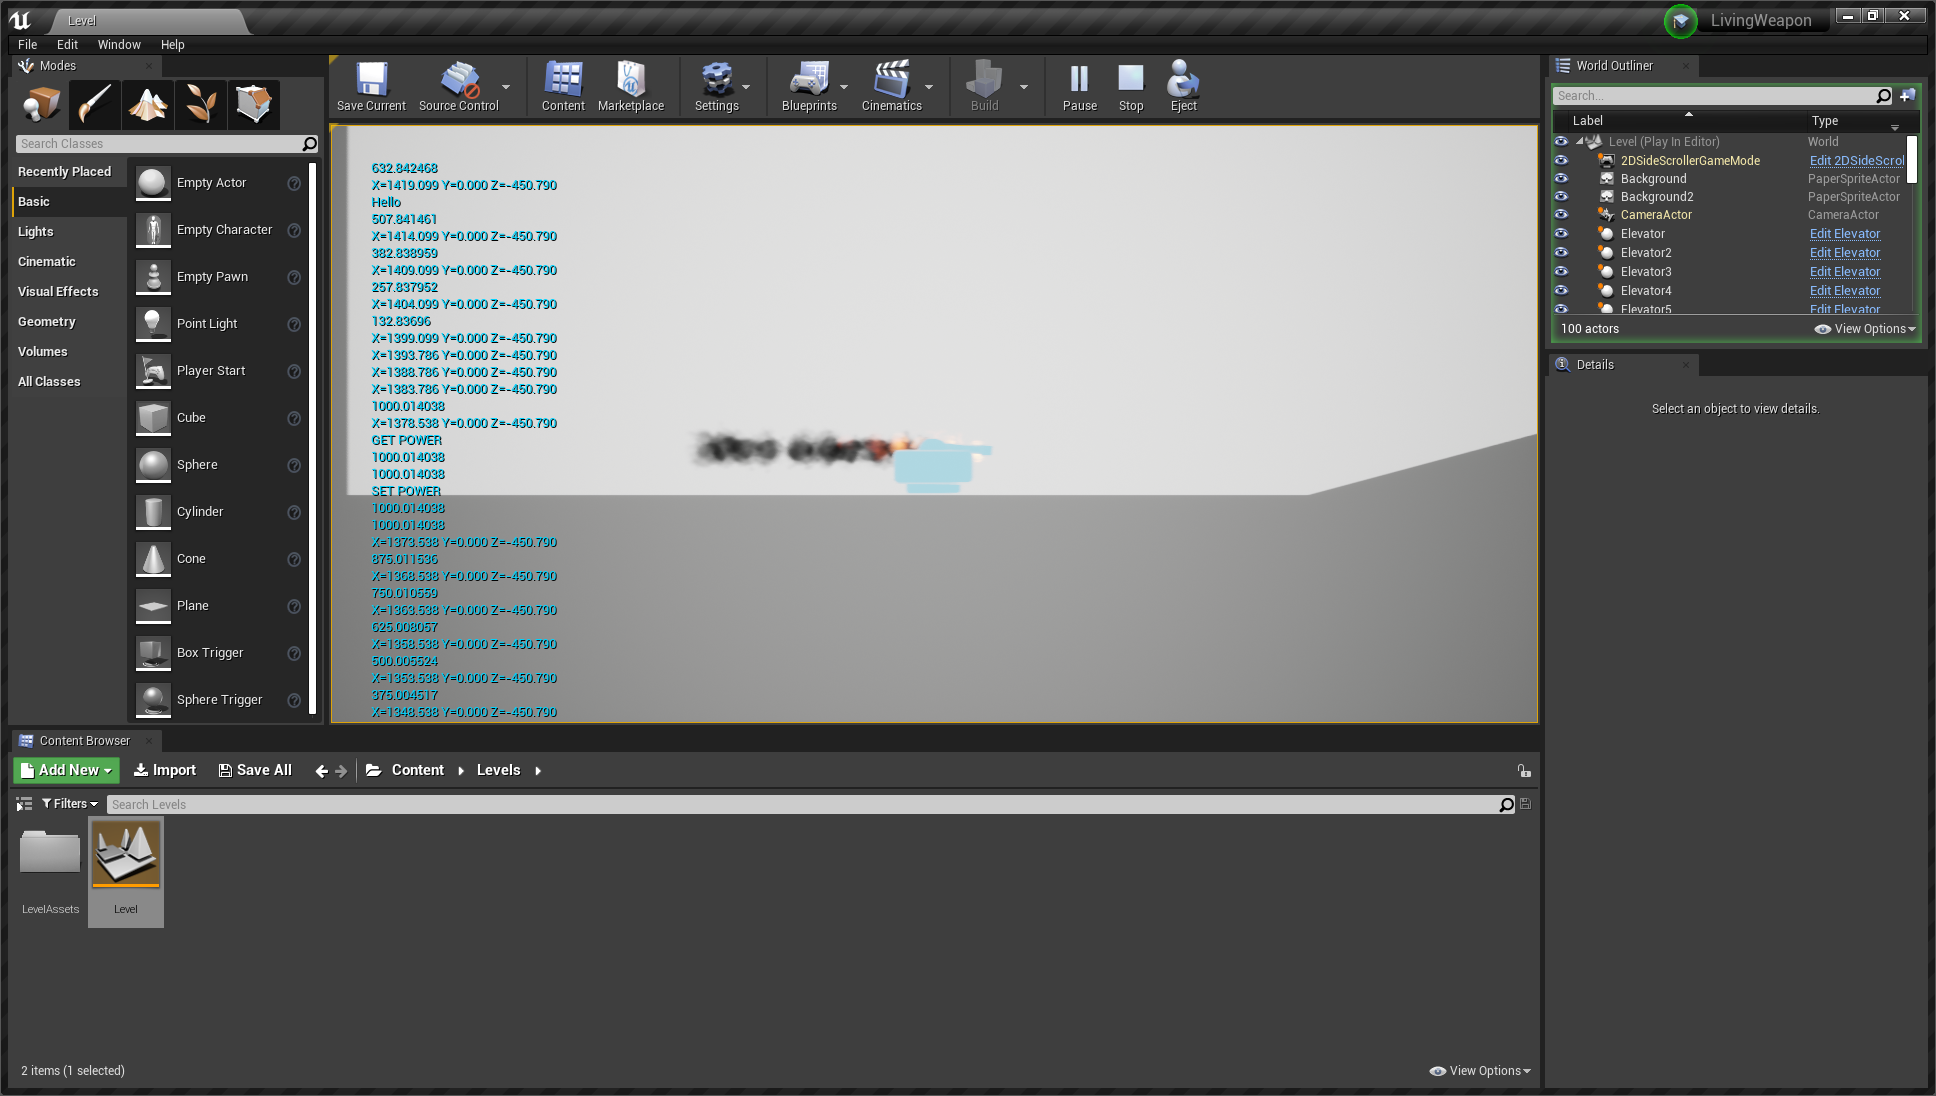 Level
LivingWeapon
File Edit Window Help
Modes
Search Classes
Recently Placed
Basic
Lights
Cinematic
Visual Effects
Geometry
Volumes
All Classes
Empty Actor
Empty Character
Empty Pawn
Point Light
Player Start
Cube
Sphere
Cylinder
Cone
Plane
Box Trigger
Sphere Trigger
Save Current Source Control Content Marketplace Settings Blueprints Cinematics Build Pause Stop Eject
632.842468
X=1419.099 Y=0.000 Z=-450.790
Hello
507.841461
X=1414.099 Y=0.000 Z=-450.790
382.838959
X=1409.099 Y=0.000 Z=-450.790
257.837952
X=1404.099 Y=0.000 Z=-450.790
132.83696
X=1399.099 Y=0.000 Z=-450.790
X=1393.786 Y=0.000 Z=-450.790
X=1388.786 Y=0.000 Z=-450.790
X=1383.786 Y=0.000 Z=-450.790
1000.014038
X=1378.538 Y=0.000 Z=-450.790
GET POWER
1000.014038
1000.014038
SET POWER
1000.014038
1000.014038
X=1373.538 Y=0.000 Z=-450.790
875.011536
X=1368.538 Y=0.000 Z=-450.790
750.010559
X=1363.538 Y=0.000 Z=-450.790
625.008057
X=1358.538 Y=0.000 Z=-450.790
500.005524
X=1353.538 Y=0.000 Z=-450.790
375.004517
X=1348.538 Y=0.000 Z=-450.790
World Outliner
Search...
Label Type
Level (Play In Editor) World
2DSideScrollerGameMode Edit 2DSideScrol
Background PaperSpriteActor
Background2 PaperSpriteActor
CameraActor CameraActor
Elevator Edit Elevator
Elevator2 Edit Elevator
Elevator3 Edit Elevator
Elevator4 Edit Elevator
Elevator5 Edit Elevator
100 actors View Options
Details
Select an object to view details.
Content Browser
Add New Import Save All Content Levels
Filters Search Levels
LevelAssets Level
2 items (1 selected) View Options